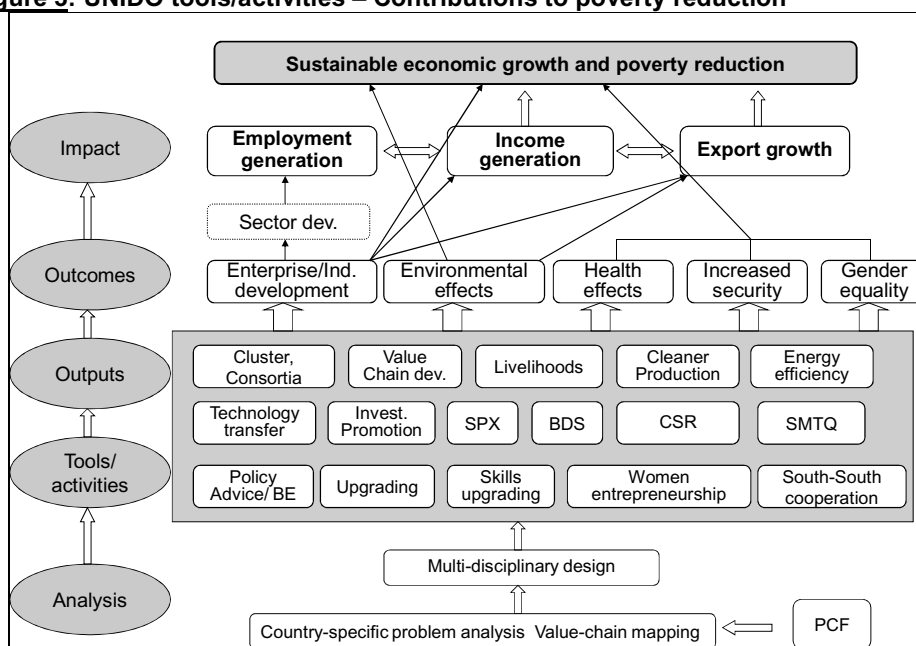 gure 3: UNIDO tools/activities – Contributions to poverty reduction
Sustainable economic growth and poverty reduction
Impact
Employment
generation
Income
generation
Export growth
Sector dev.
Outcomes
Enterprise/Ind.
development
Environmental
effects
Health
effects
Increased
security
Gender
equality
Outputs
Cluster,
Consortia
Value
Chain dev.
Livelihoods
Cleaner
Production
Energy
efficiency
Technology
transfer
Invest.
Promotion
SPX
BDS
CSR
SMTQ
Tools/
activities
Policy
Advice/ BE
Upgrading
Skills
upgrading
Women
entrepreneurship
South-South
cooperation
Multi-disciplinary design
Analysis
Country-specific problem analysis Value-chain mapping
PCF